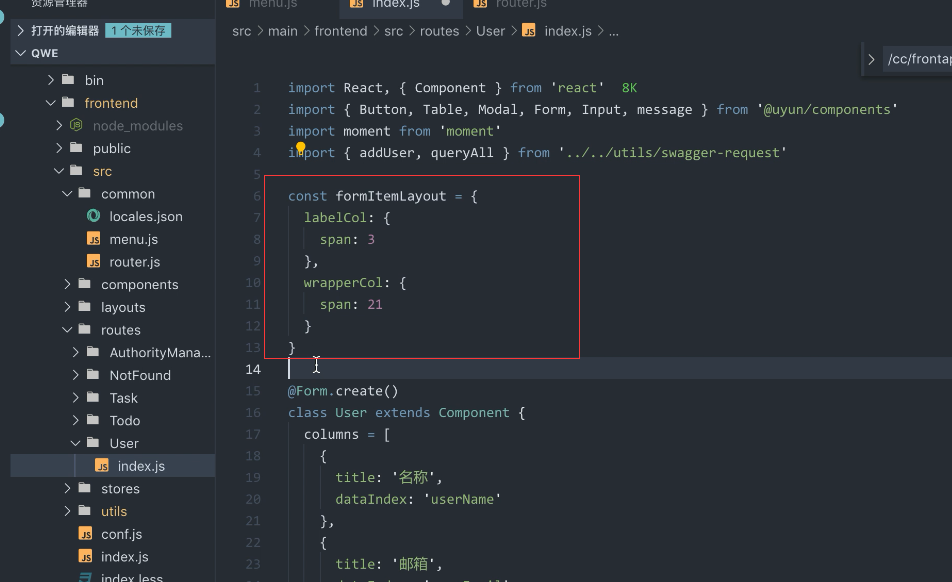 资源管理器
打开的编辑器 1 个未保存
QWE
bin
frontend
node_modules
public
src
common
locales.json
menu.js
router.js
components
layouts
routes
AuthorityMana...
NotFound
Task
Todo
User
index.js
stores
utils
conf.js
index.js
index.less
menu.js index.js router.js
src > main > frontend > src > routes > User > JS index.js > ...
> /cc/frontap
1 import React, { Component } from 'react' 8K
2 import { Button, Table, Modal, Form, Input, message } from '@uyun/components'
3 import moment from 'moment'
4 import { addUser, queryAll } from '../../utils/swagger-request'
5
6 const formItemLayout = {
7 labelCol: {
8 span: 3
9 },
10 wrapperCol: {
11 span: 21
12 }
13 }
14
15 @Form.create()
16 class User extends Component {
17 columns = [
18 {
19 title: '名称',
20 dataIndex: 'userName'
21 },
22 {
23 title: '邮箱',